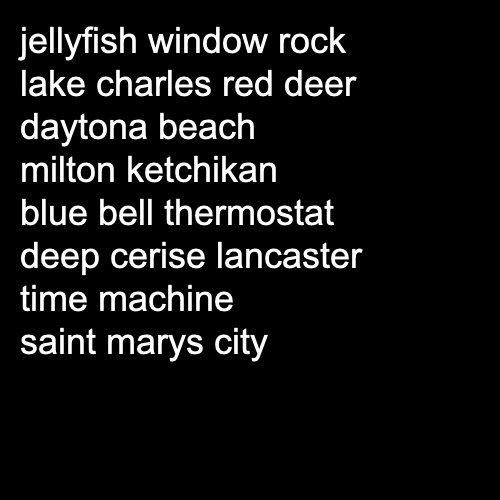 jellyfish window rock
lake charles red deer
daytona beach
milton ketchikan
blue bell thermostat
deep cerise lancaster
time machine
saint marys city